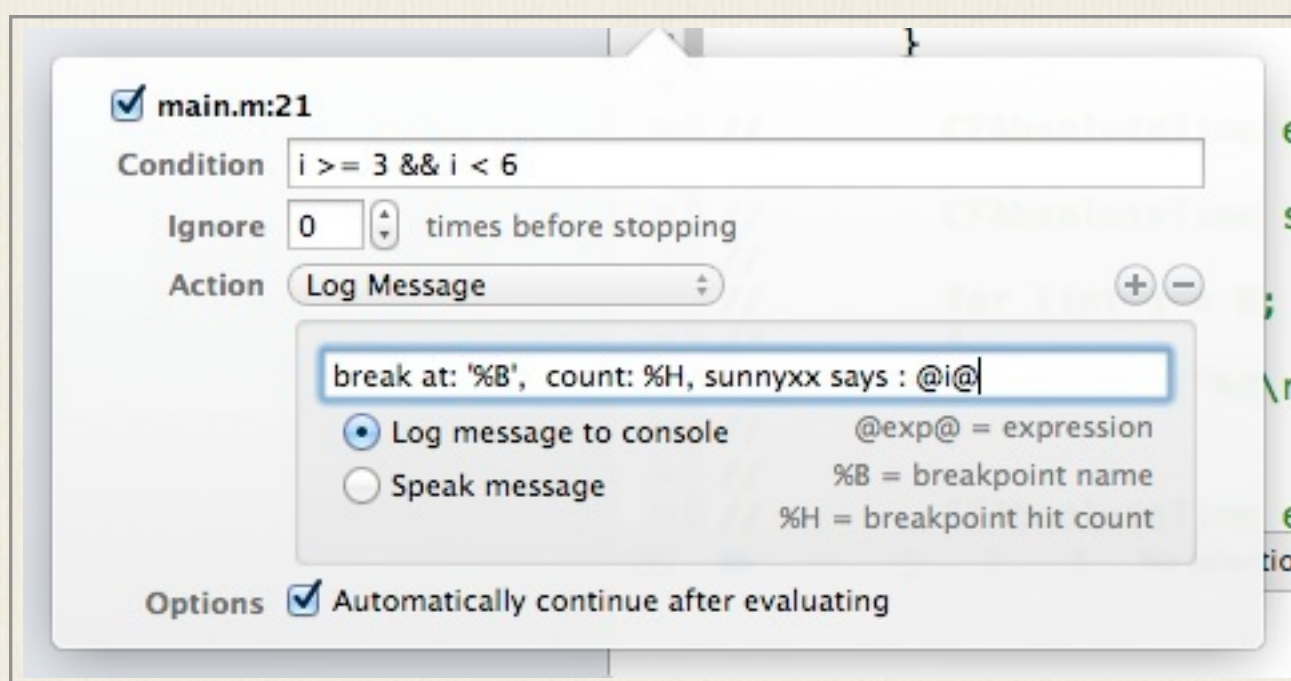 }
main.m:21
Condition i >= 3 && i < 6
Ignore 0 times before stopping
Action Log Message
break at: '%B',  count: %H, sunnyxx says : @i@
Log message to console @exp@ = expression
Speak message %B = breakpoint name
%H = breakpoint hit count
Options Automatically continue after evaluating